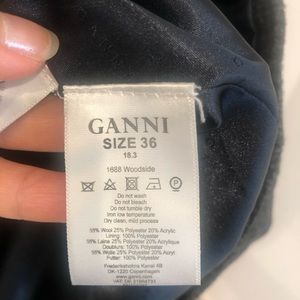 GANNI
SIZE 36
18.3
1688 Woodside
Do not wash
Do not bleach
Do not tumble dry
Iron low temperature
Dry clean, mild process
55% Wool 25% Polyester 20% Acrylic
Lining: 100% Polyester
55% Laine 25% Polyester 20% Acrylique
Doublure: 100% Polyester
55% Wolle 25% Polyester 20% Acryl
Futter: 100% Polyester
Frederiksholms Kanal 4B
DK-1220 Copenhagen
www.ganni.com
VAT DK